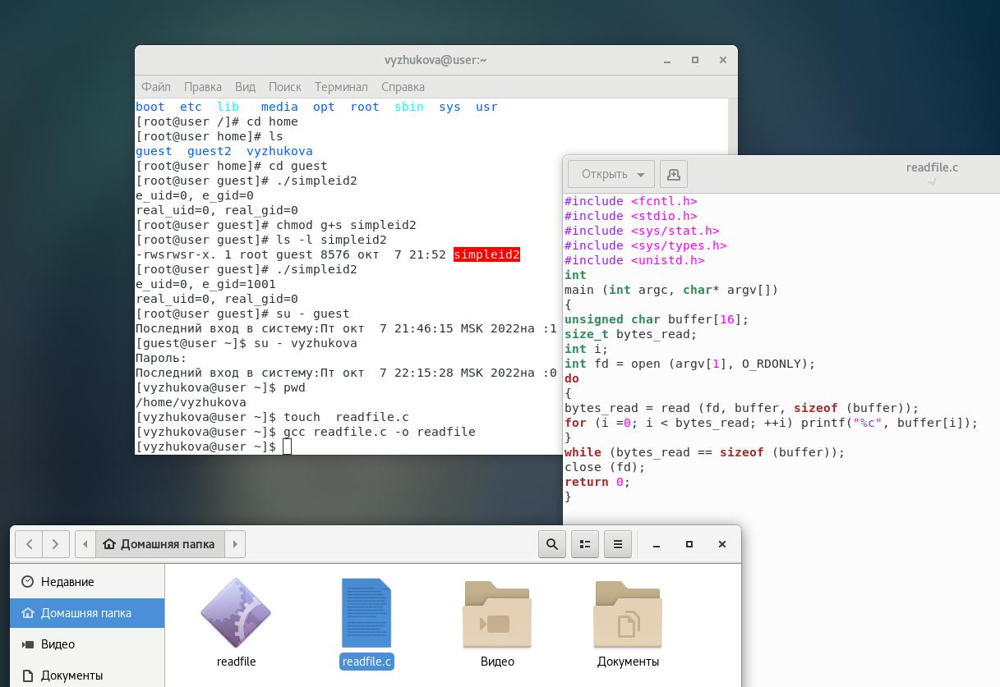 vyzhukova@user:~
Файл Правка Вид Поиск Терминал Справка
boot etc lib media opt root sbin sys usr
[root@user /]# cd home
[root@user home]# ls
guest guest2 vyzhukova
[root@user home]# cd guest
[root@user guest]# ./simpleid2
e_uid=0, e_gid=0
real_uid=0, real_gid=0
[root@user guest]# chmod g+s simpleid2
[root@user guest]# ls -l simpleid2
-rwsrwsr-x. 1 root guest 8576 окт  7 21:52 simpleid2
[root@user guest]# ./simpleid2
e_uid=0, e_gid=1001
real_uid=0, real_gid=0
[root@user guest]# su - guest
Последний вход в систему:Пт окт  7 21:46:15 MSK 2022на :1
[guest@user ~]$ su - vyzhukova
Пароль:
Последний вход в систему:Пт окт  7 22:15:28 MSK 2022на :0
[vyzhukova@user ~]$ pwd
/home/vyzhukova
[vyzhukova@user ~]$ touch  readfile.c
[vyzhukova@user ~]$ gcc readfile.c -o readfile
[vyzhukova@user ~]$
Открыть
readfile.c
~/
#include <fcntl.h>
#include <stdio.h>
#include <sys/stat.h>
#include <sys/types.h>
#include <unistd.h>
int
main (int argc, char* argv[])
{
unsigned char buffer[16];
size_t bytes_read;
int i;
int fd = open (argv[1], O_RDONLY);
do
{
bytes_read = read (fd, buffer, sizeof (buffer));
for (i =0; i < bytes_read; ++i) printf("%c", buffer[i]);
}
while (bytes_read == sizeof (buffer));
close (fd);
return 0;
}
Домашняя папка
Недавние
Домашняя папка
Видео
Документы
readfile
readfile.c
Видео
Документы